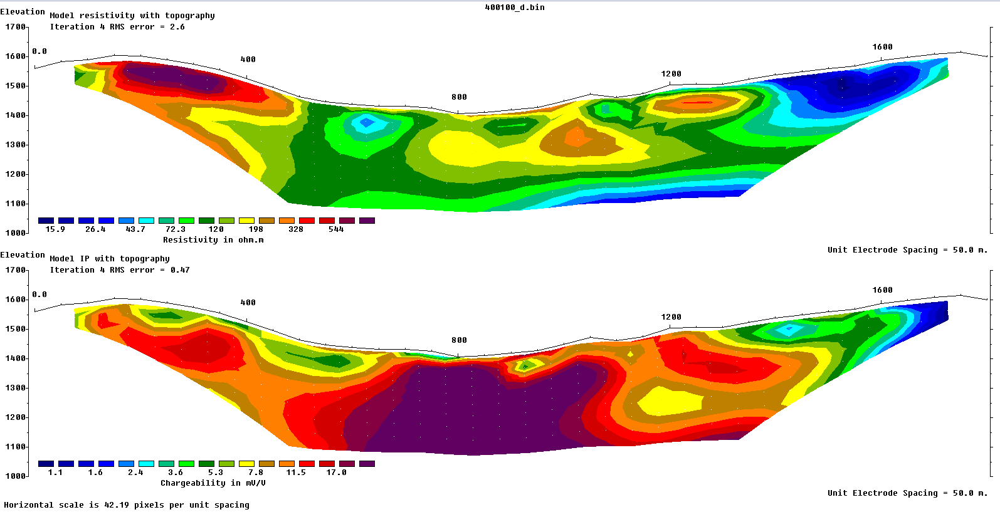 400100_d.bin
Elevation
Model resistivity with topography
Iteration 4 RMS error = 2.6
1700
0.0
1600
400
1600
1500
1200
800
1400
1300
1200
1100
1000
15.9 26.4 43.7 72.3 120 198 328 544
Resistivity in ohm.m
Unit Electrode Spacing = 50.0 m.
Elevation
Model IP with topography
Iteration 4 RMS error = 0.47
1700
0.0
1600
400
1600
1500
1200
800
1400
1300
1200
1100
1000
1.1 1.6 2.4 3.6 5.3 7.8 11.5 17.0
Chargeability in mV/V
Unit Electrode Spacing = 50.0 m.
Horizontal scale is 42.19 pixels per unit spacing